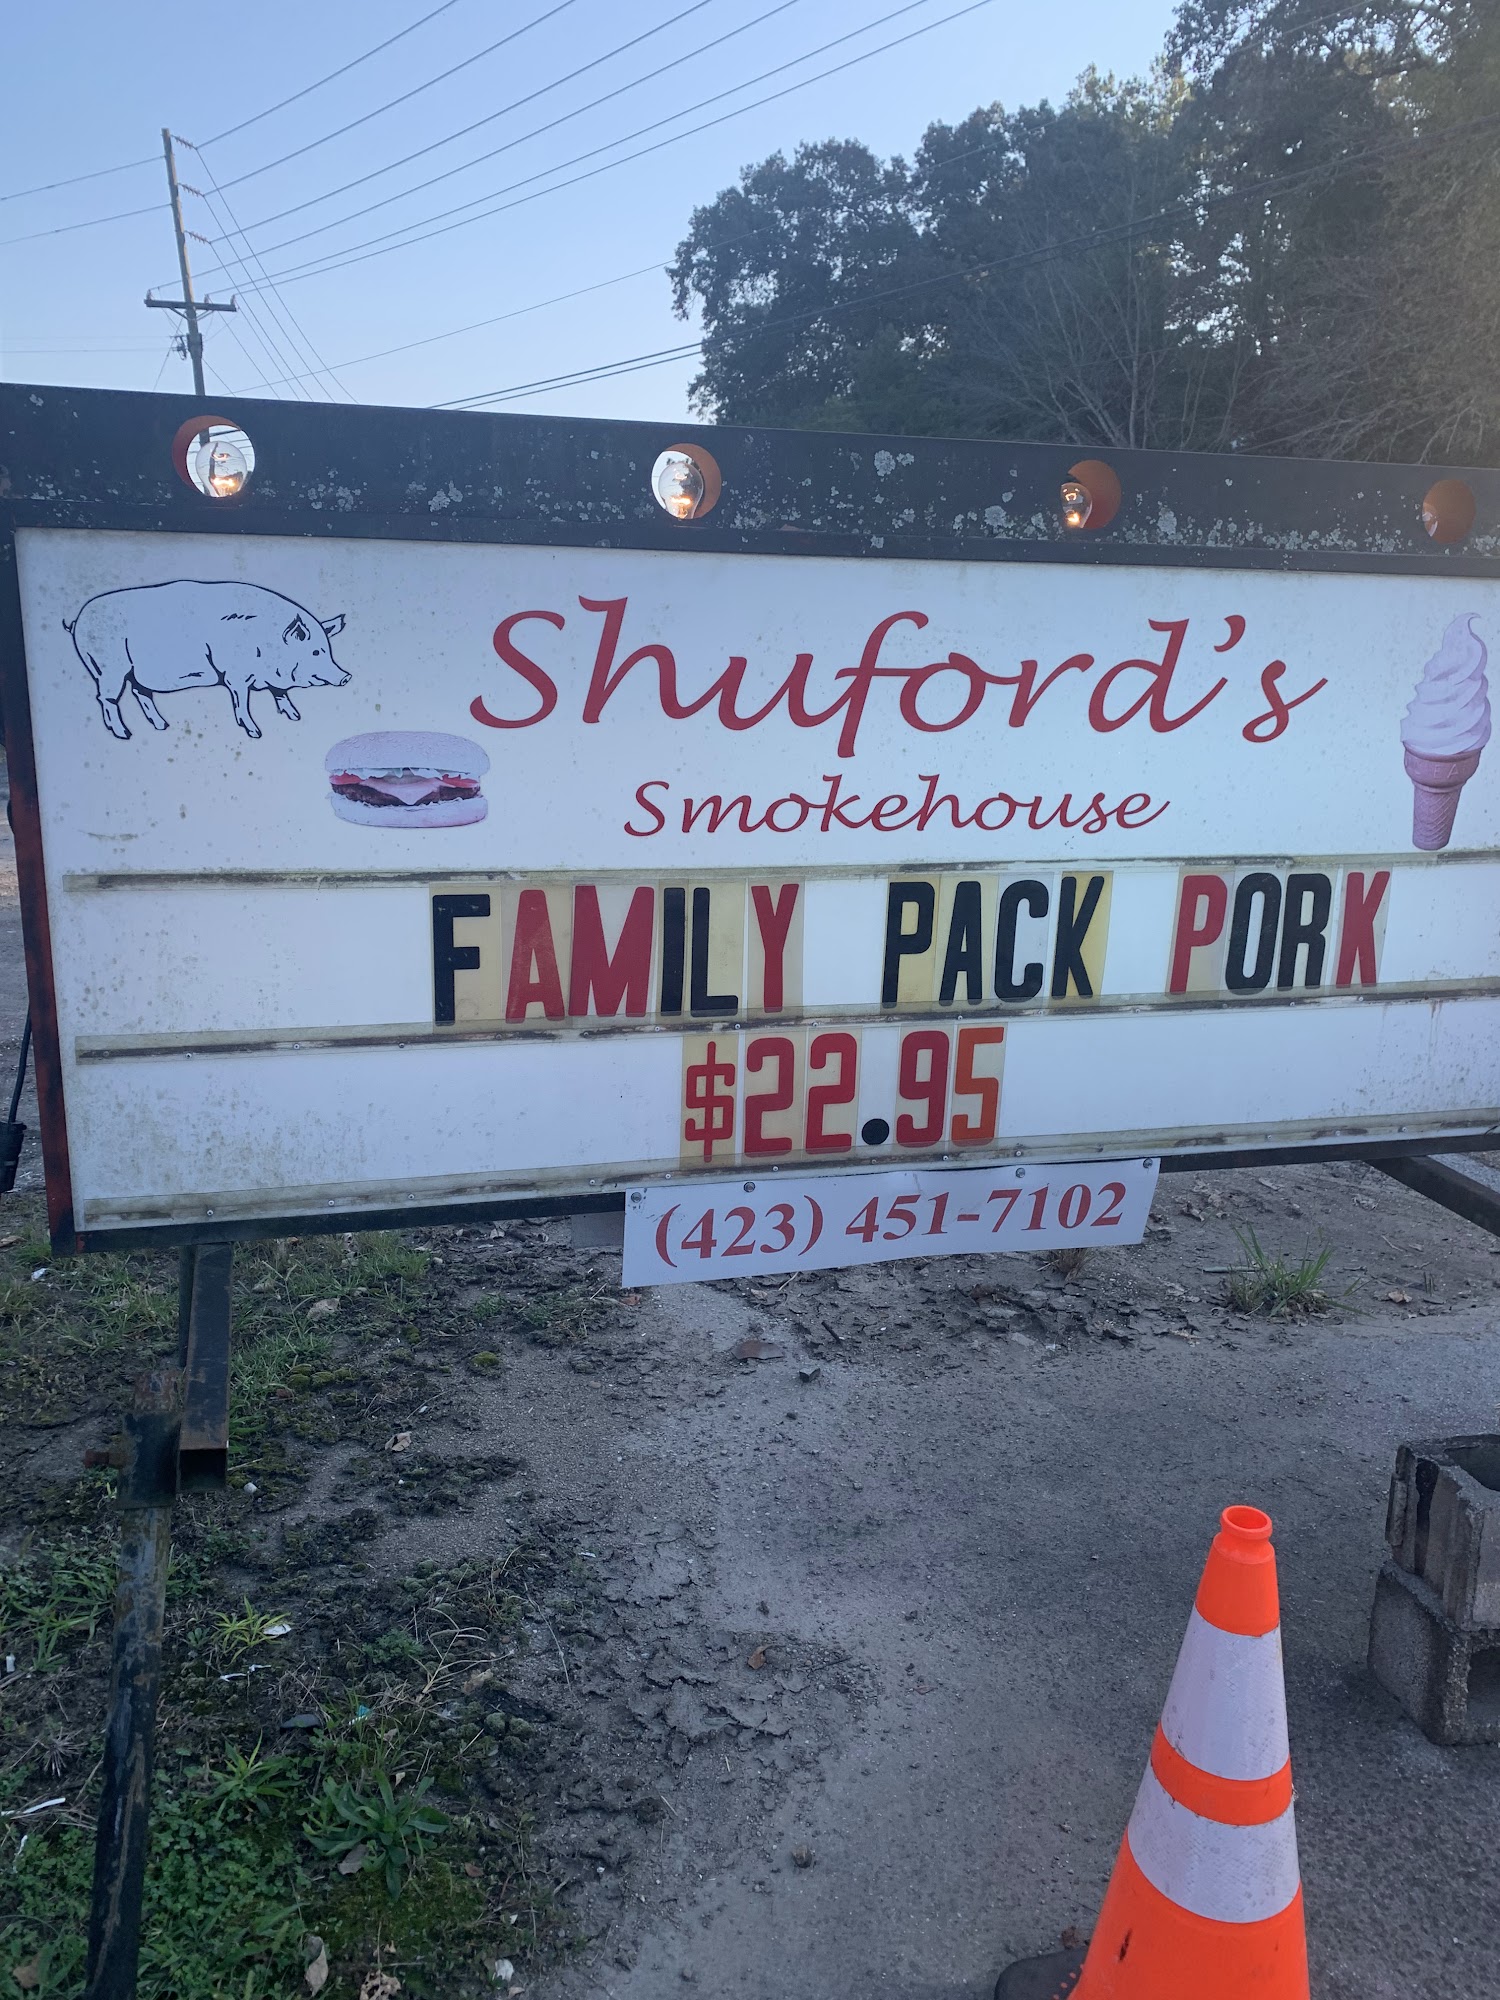 Shuford's
Smokehouse
FAMILY PACK PORK
$22.95
(423) 451-7102